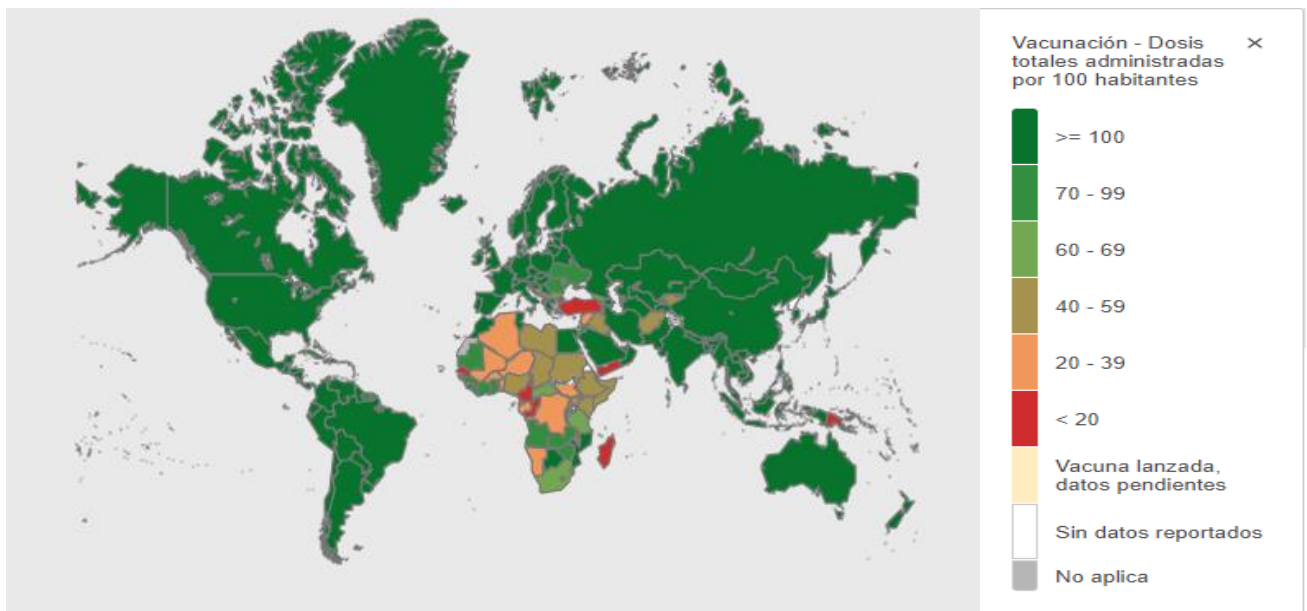 Vacunación - Dosis
totales administradas
por 100 habitantes
>= 100
70 - 99
60 - 69
40 - 59
20 - 39
< 20
Vacuna lanzada,
datos pendientes
Sin datos reportados
No aplica